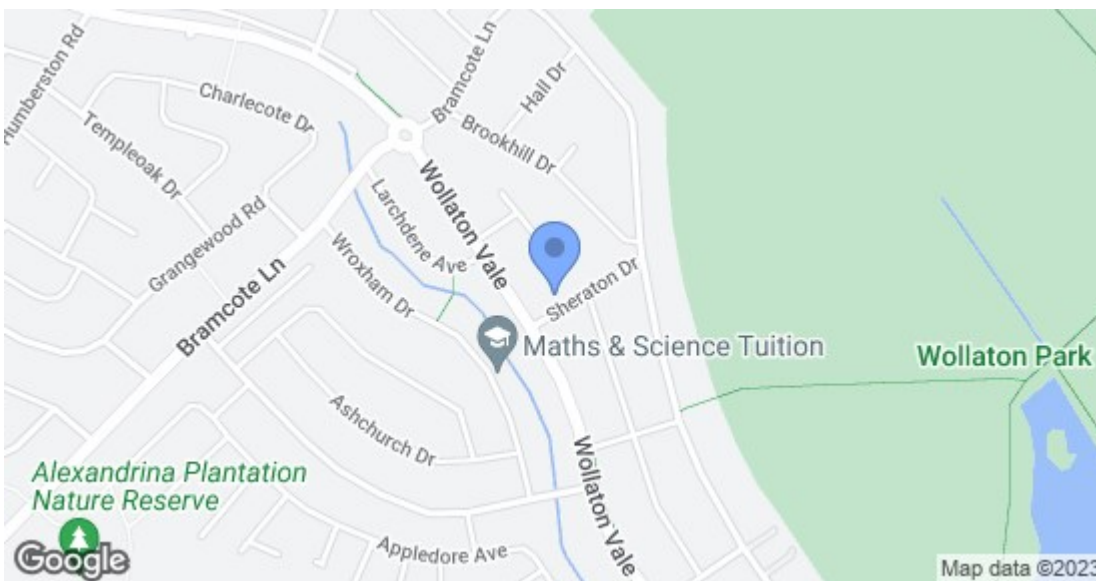 Humberston Rd
Charlecote Dr
Bramcote Ln
Hall Dr
Templeoak Dr
Brookhill Dr
Wollaton Vale
Larchdene Ave
Grangewood Rd
Sheraton Dr
Wroxham Dr
Bramcote Ln
Maths & Science Tuition
Wollaton Park
Ashchurch Dr
Wollaton Vale
Alexandrina Plantation
Nature Reserve
Appledore Ave
Google
Map data ©2023